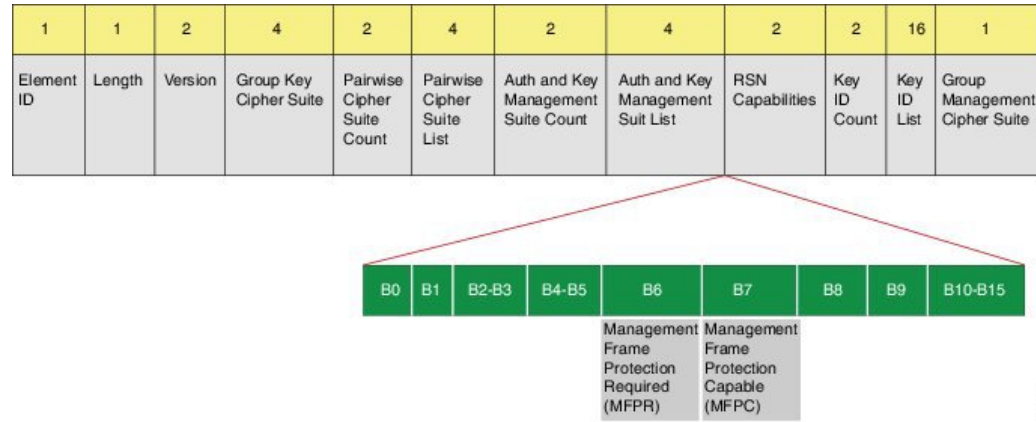 1 1 2 4 2 4 2 4 2 2 16 1
Element
ID
Length
Version
Group Key
Cipher Suite
Pairwise
Cipher
Suite
Count
Pairwise
Cipher
Suite
List
Auth and Key
Management
Suite Count
Auth and Key
Management
Suit List
RSN
Capabilities
Key
ID
Count
Key
ID
List
Group
Management
Cipher Suite
B0 B1 B2-B3 B4-B5 B6 B7 B8 B9 B10-B15
Management
Frame
Protection
Required
(MFPR)
Management
Frame
Protection
Capable
(MFPC)